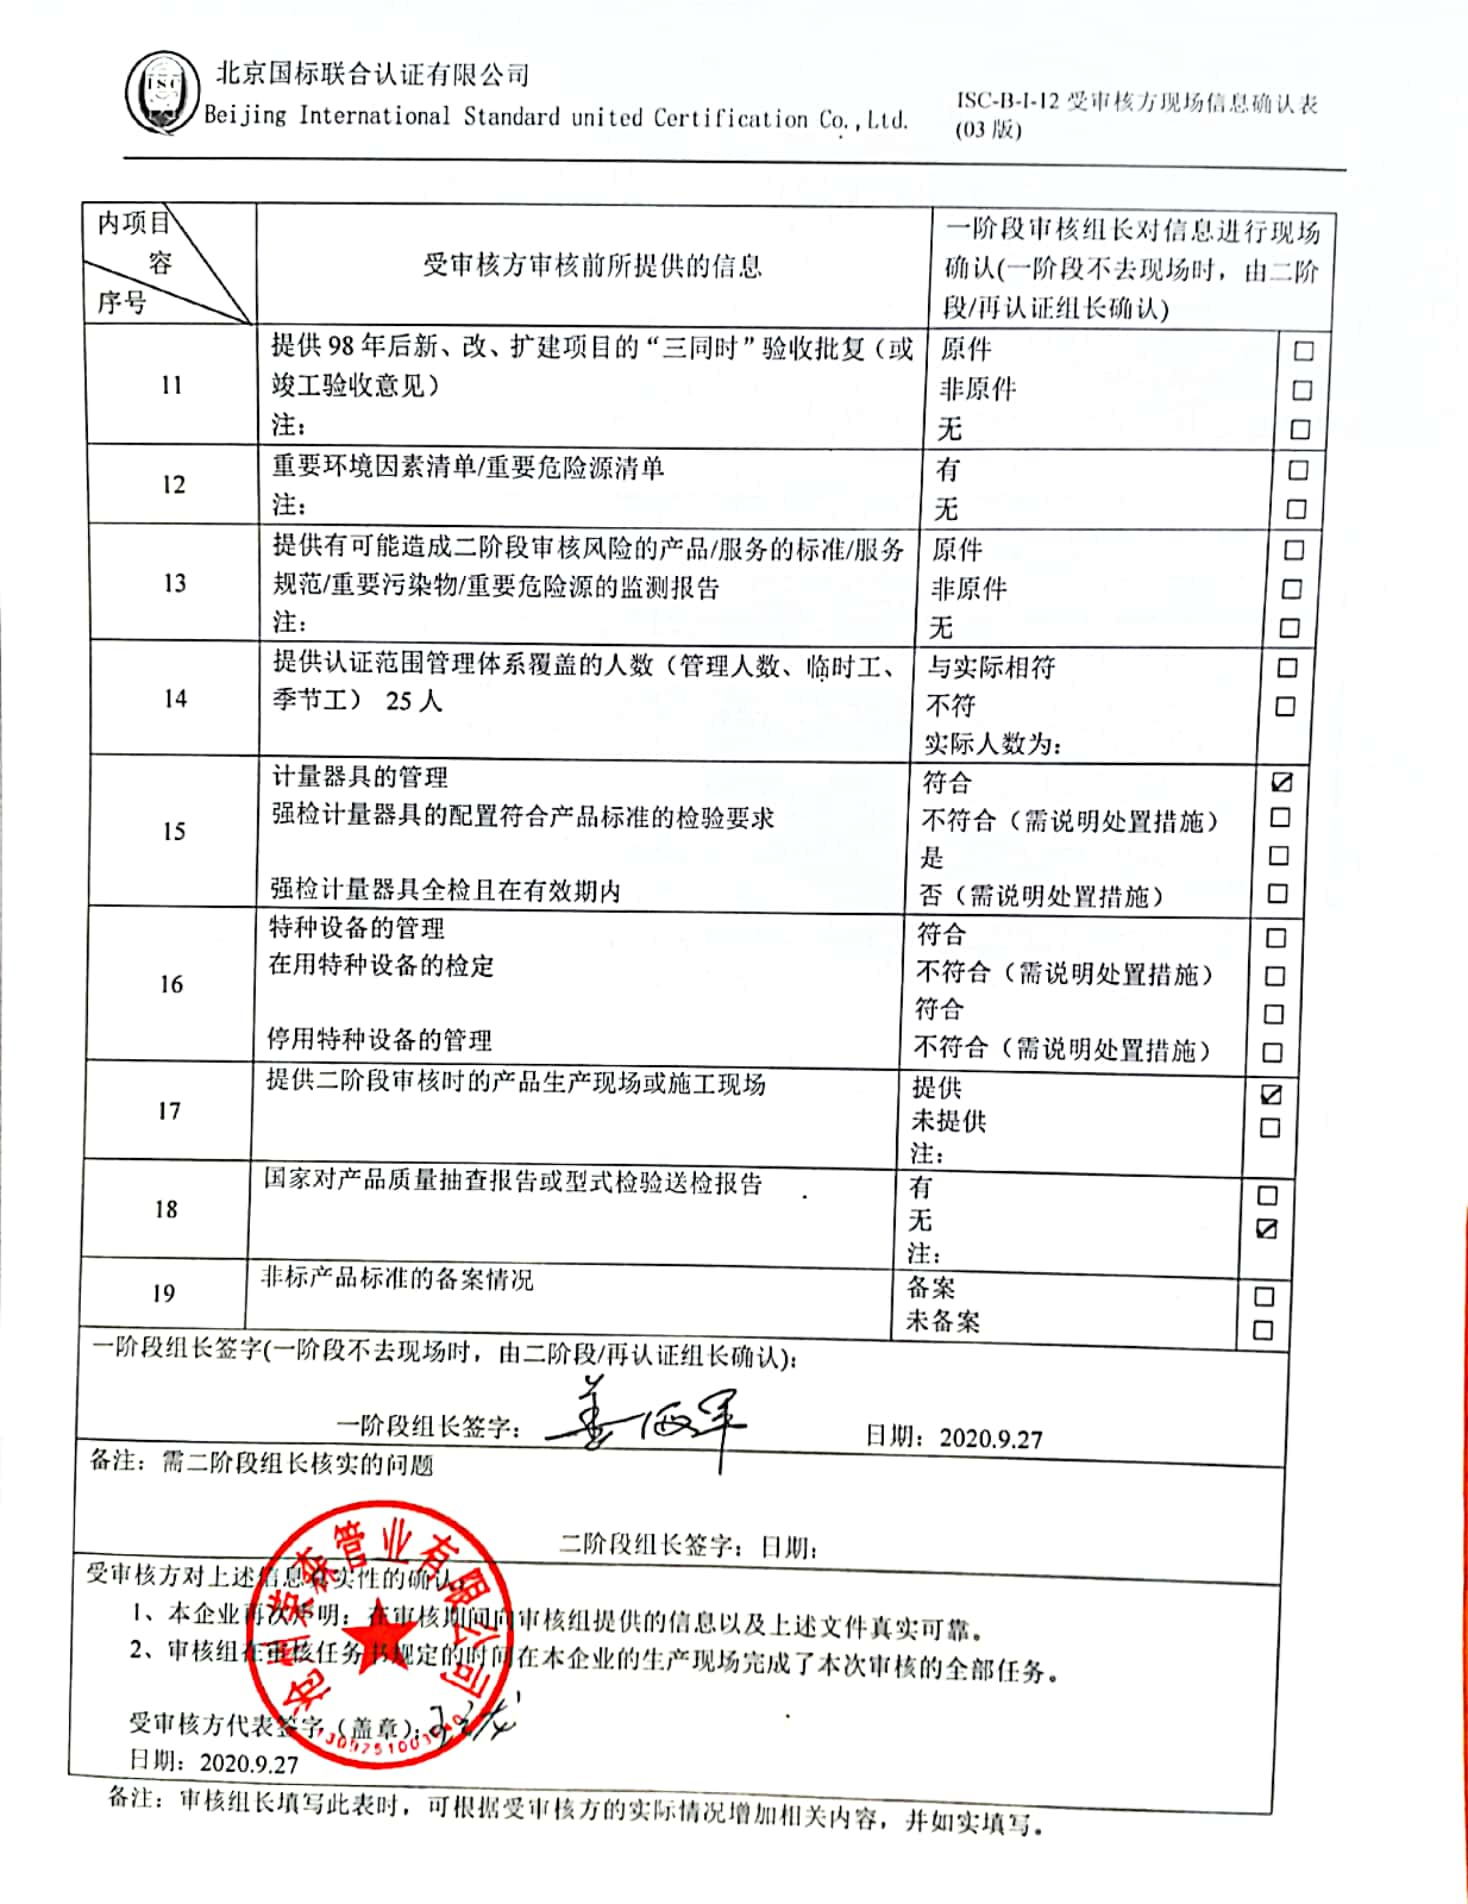 ISC
北京国标联合认证有限公司
Beijing International Standard united Certification Co.,Ltd.
ISC-B-I-12 受审核方现场信息确认表
(03 版)
内项目
容
序号
受审核方审核前所提供的信息
一阶段审核组长对信息进行现场
确认(一阶段不去现场时，由二阶
段/再认证组长确认)
11
提供 98 年后新、改、扩建项目的“三同时”验收批复（或
竣工验收意见）
注：
原件 □
非原件 □
无 □
12
重要环境因素清单/重要危险源清单
注：
有 □
无 □
13
提供有可能造成二阶段审核风险的产品/服务的标准/服务
规范/重要污染物/重要危险源的监测报告
注：
原件 □
非原件 □
无 □
14
提供认证范围管理体系覆盖的人数（管理人数、临时工、
季节工） 25 人
与实际相符 □
不符 □
实际人数为:
15
计量器具的管理
强检计量器具的配置符合产品标准的检验要求
强检计量器具全检且在有效期内
符合 ☑
不符合（需说明处置措施） □
是 □
否（需说明处置措施） □
16
特种设备的管理
在用特种设备的检定
停用特种设备的管理
符合 □
不符合（需说明处置措施） □
符合 □
不符合（需说明处置措施） □
17
提供二阶段审核时的产品生产现场或施工现场
提供 ☑
未提供 □
注：
18
国家对产品质量抽查报告或型式检验送检报告
有 □
无 ☑
注：
19
非标产品标准的备案情况
备案 □
未备案 □
一阶段组长签字(一阶段不去现场时，由二阶段/再认证组长确认)：
一阶段组长签字： 日期：2020.9.27
备注：需二阶段组长核实的问题
二阶段组长签字：日期：
受审核方对上述信息真实性的确认。
1、本企业再次声明：在审核期间向审核组提供的信息以及上述文件真实可靠。
2、审核组在审核任务书规定的时间在本企业的生产现场完成了本次审核的全部任务。
受审核方代表签字（盖章）：
日期：2020.9.27
管业有限公司
备注：审核组长填写此表时，可根据受审核方的实际情况增加相关内容，并如实填写。